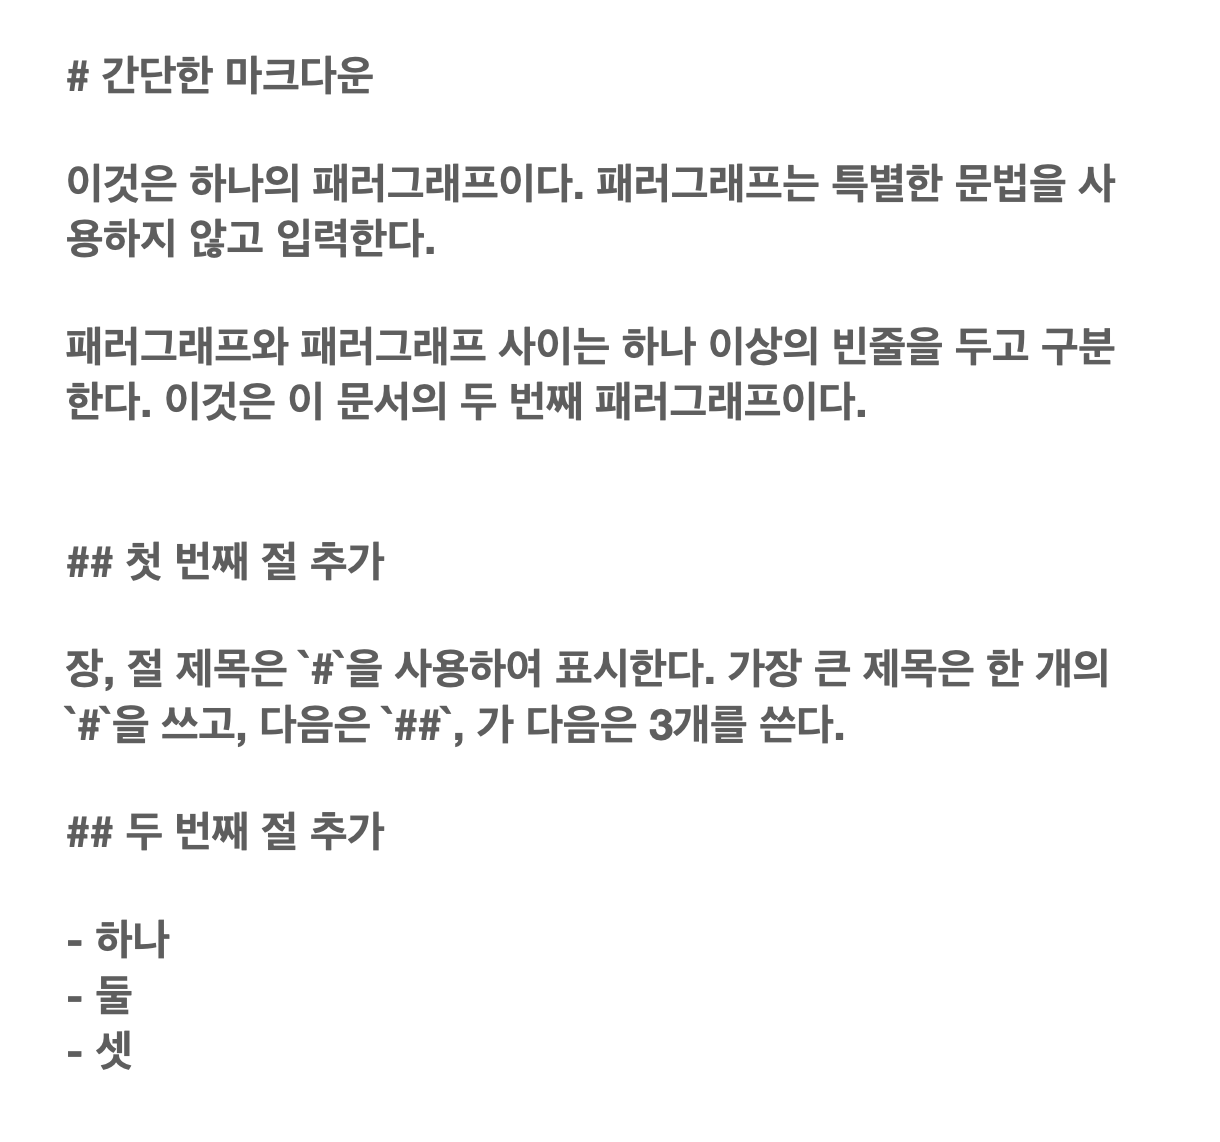 # 간단한 마크다운
이것은 하나의 패러그래프이다. 패러그래프는 특별한 문법을 사
용하지 않고 입력한다.
패러그래프와 패러그래프 사이는 하나 이상의 빈줄을 두고 구분
한다. 이것은 이 문서의 두 번째 패러그래프이다.
## 첫 번째 절 추가
장, 절 제목은 `#`을 사용하여 표시한다. 가장 큰 제목은 한 개의
`#`을 쓰고, 다음은 `##`, 가 다음은 3개를 쓴다.
## 두 번째 절 추가
- 하나
- 둘
- 셋